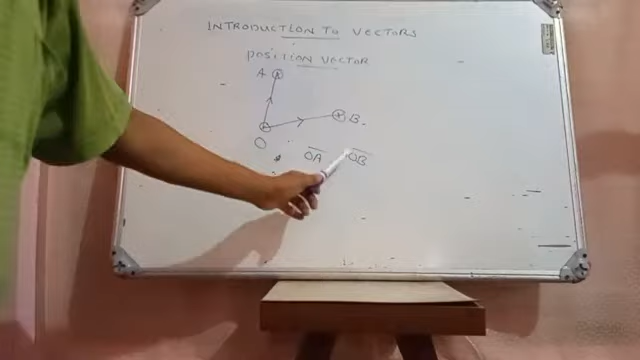 INTRODUCTION TO VECTORS
POSITION VECTOR
A
B.
O
OA OB